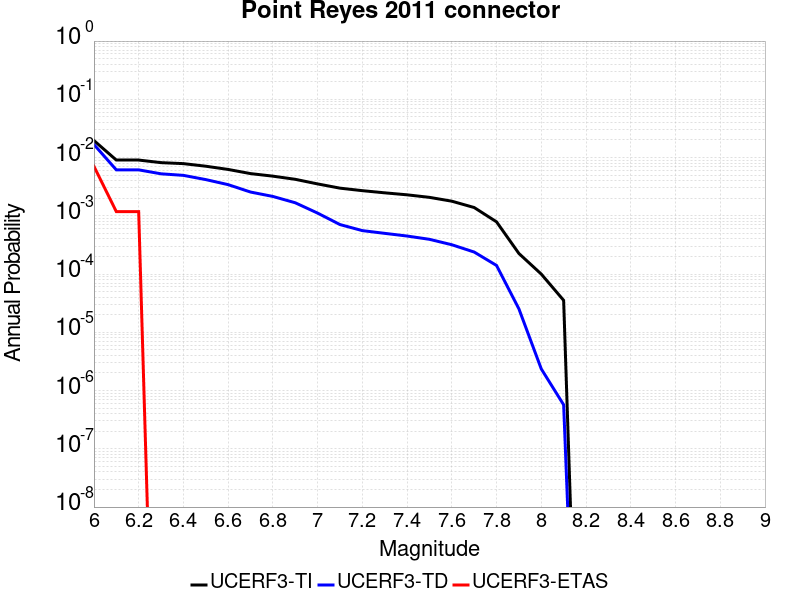 Point Reyes 2011 connector
10^0
10^-1
10^-2
10^-3
10^-4
10^-5
10^-6
10^-7
10^-8
Annual Probability
6 6.2 6.4 6.6 6.8 7 7.2 7.4 7.6 7.8 8 8.2 8.4 8.6 8.8 9
Magnitude
UCERF3-TI UCERF3-TD UCERF3-ETAS